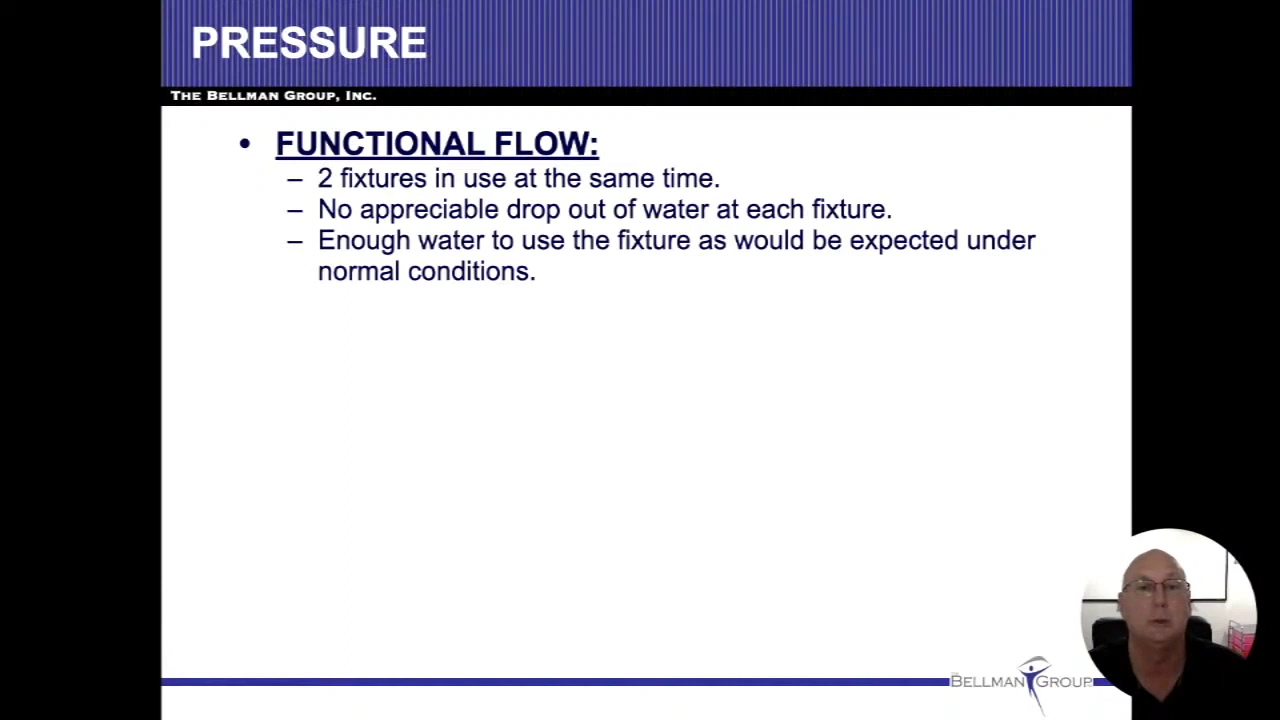 PRESSURE
THE BELLMAN GROUP, INC.
• FUNCTIONAL FLOW:
– 2 fixtures in use at the same time.
– No appreciable drop out of water at each fixture.
– Enough water to use the fixture as would be expected under
normal conditions.
BELLMAN GROUP